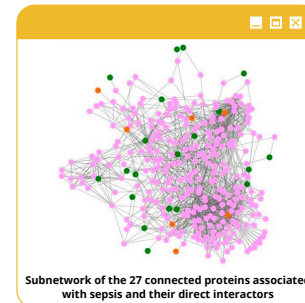 Subnetwork of the 27 connected proteins associated
with sepsis and their direct interactors